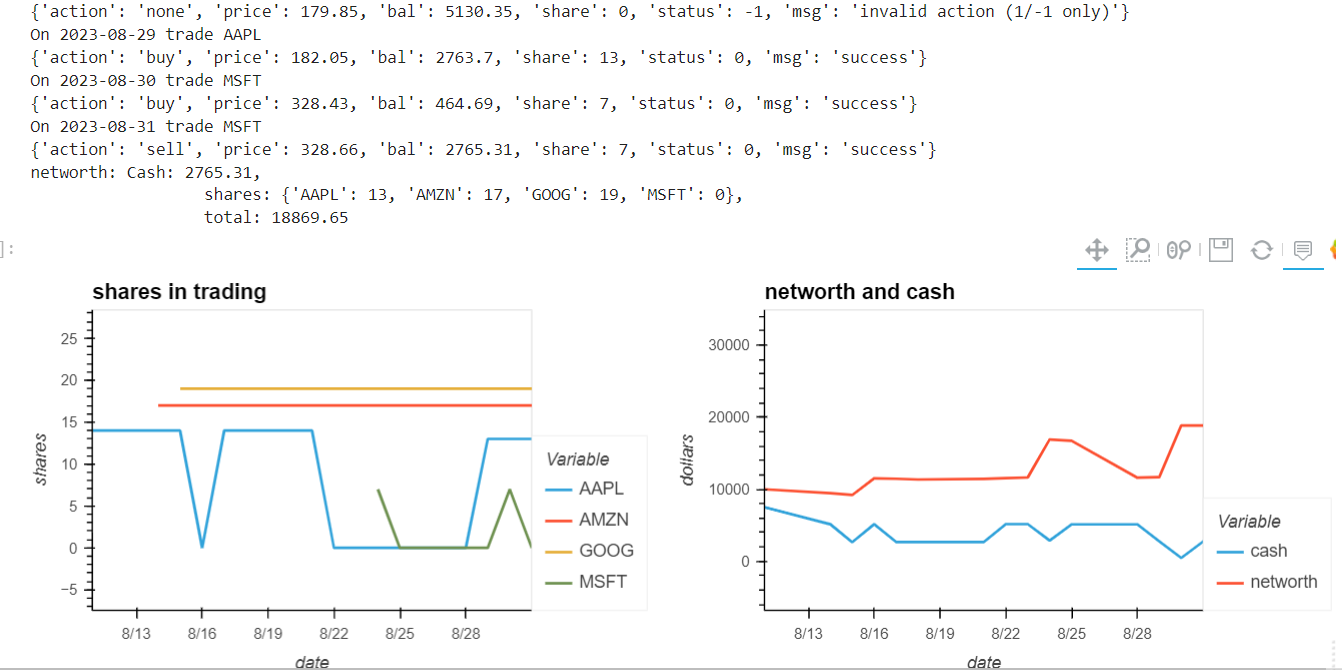 {'action': 'none', 'price': 179.85, 'bal': 5130.35, 'share': 0, 'status': -1, 'msg': 'invalid action (1/-1 only)'}
On 2023-08-29 trade AAPL
{'action': 'buy', 'price': 182.05, 'bal': 2763.7, 'share': 13, 'status': 0, 'msg': 'success'}
On 2023-08-30 trade MSFT
{'action': 'buy', 'price': 328.43, 'bal': 464.69, 'share': 7, 'status': 0, 'msg': 'success'}
On 2023-08-31 trade MSFT
{'action': 'sell', 'price': 328.66, 'bal': 2765.31, 'share': 7, 'status': 0, 'msg': 'success'}
networth: Cash: 2765.31,
shares: {'AAPL': 13, 'AMZN': 17, 'GOOG': 19, 'MSFT': 0},
total: 18869.65
]:
shares in trading
25
20
15
10
5
0
−5
shares
8/13 8/16 8/19 8/22 8/25 8/28
date
Variable
AAPL
AMZN
GOOG
MSFT
networth and cash
30000
20000
10000
0
dollars
8/13 8/16 8/19 8/22 8/25 8/28
date
Variable
cash
networth